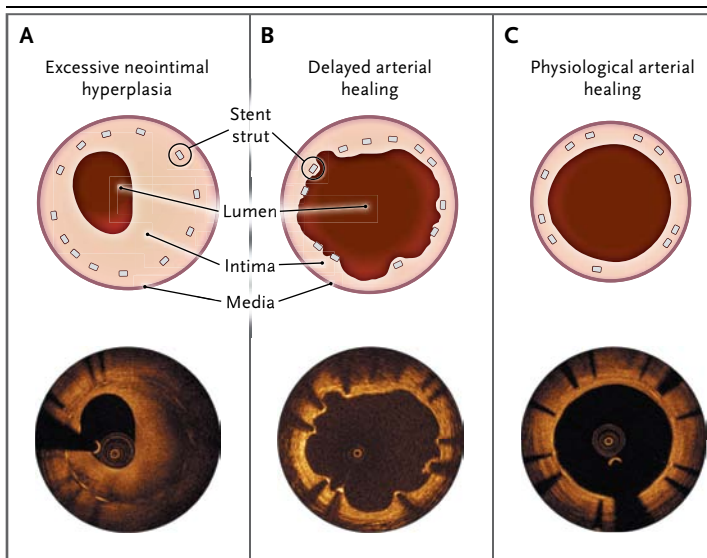 A
Excessive neointimal
hyperplasia
B
Delayed arterial
healing
C
Physiological arterial
healing
Stent
strut
Lumen
Intima
Media